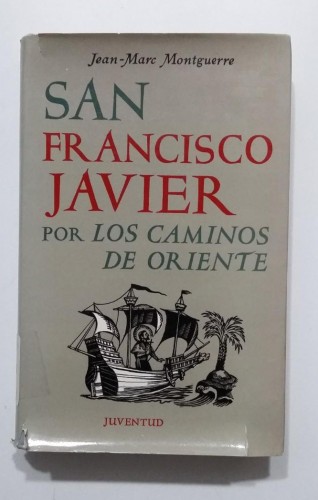 Jean-Marc Montguerre
SAN
FRANCISCO
JAVIER
POR LOS CAMINOS
DE ORIENTE
JUVENTUD